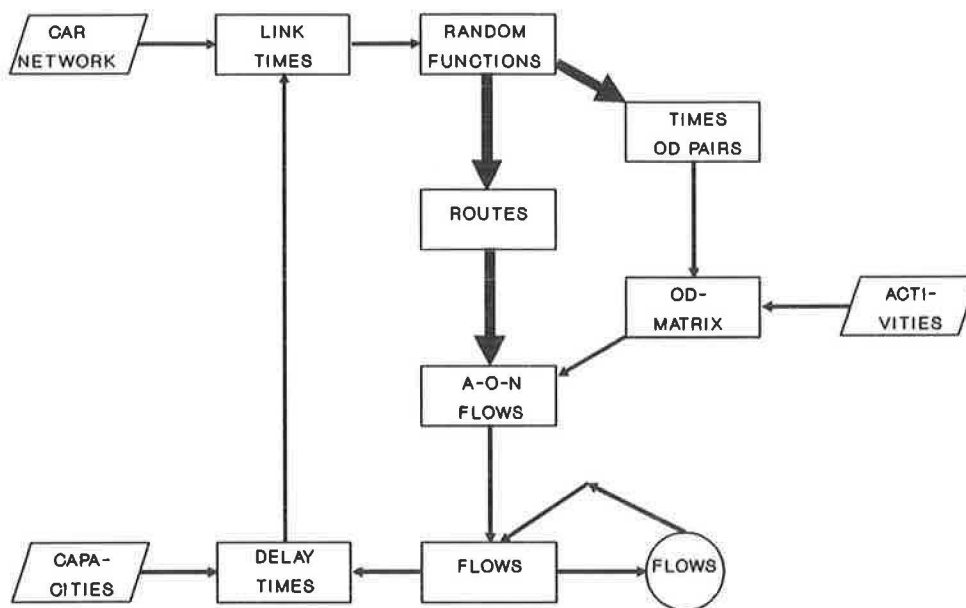 CAR
NETWORK
LINK
TIMES
RANDOM
FUNCTIONS
TIMES
OD PAIRS
ROUTES
OD-
MATRIX
ACTI-
VITIES
A-O-N
FLOWS
CAPA-
CITIES
DELAY
TIMES
FLOWS
FLOWS